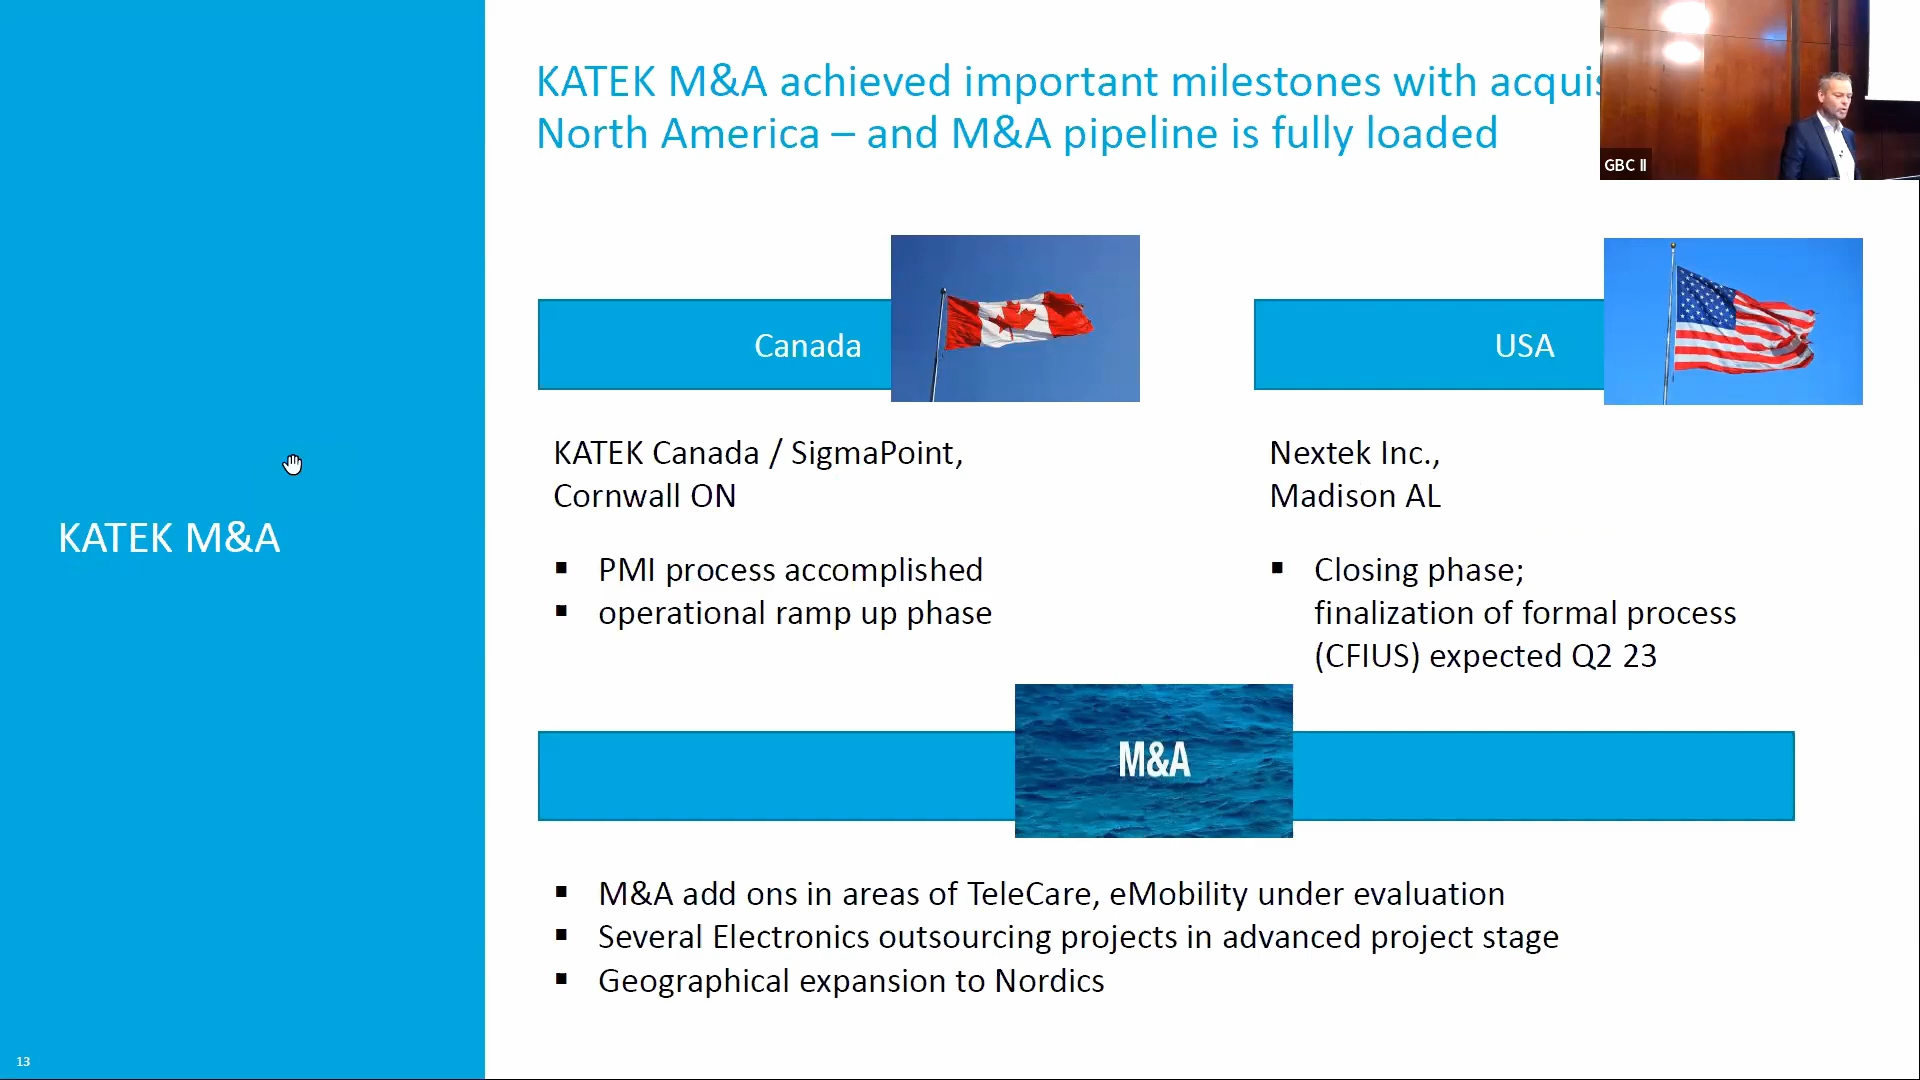 KATEK M&A achieved important milestones with
North America – and M&A pipeline is fully loaded
GBC II
Canada
USA
KATEK Canada / SigmaPoint,
Cornwall ON
▪ PMI process accomplished
▪ operational ramp up phase
Nextek Inc.,
Madison AL
▪ Closing phase;
finalization of formal process
(CFIUS) expected Q2 23
KATEK M&A
M&A
▪ M&A add ons in areas of TeleCare, eMobility under evaluation
▪ Several Electronics outsourcing projects in advanced project stage
▪ Geographical expansion to Nordics
13